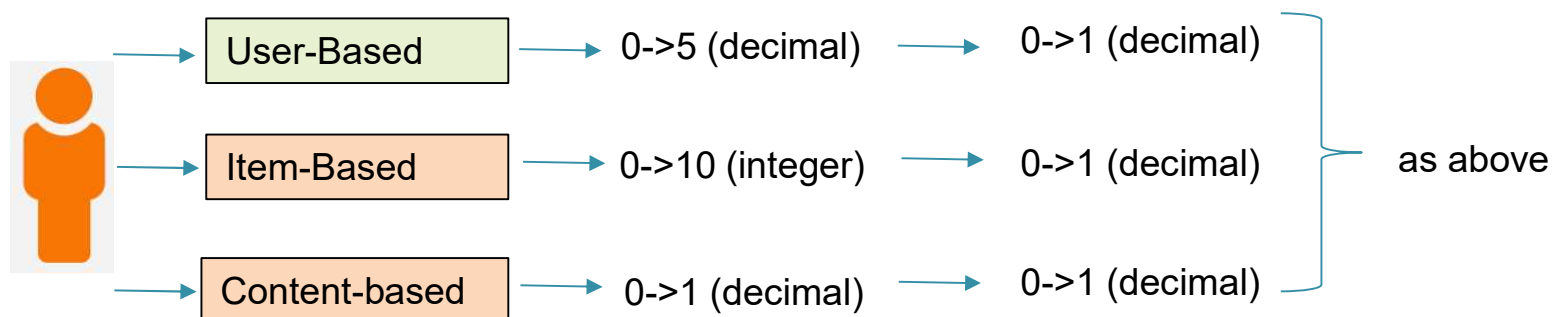 User-Based 0->5 (decimal) 0->1 (decimal)
Item-Based 0->10 (integer) 0->1 (decimal) as above
Content-based 0->1 (decimal) 0->1 (decimal)